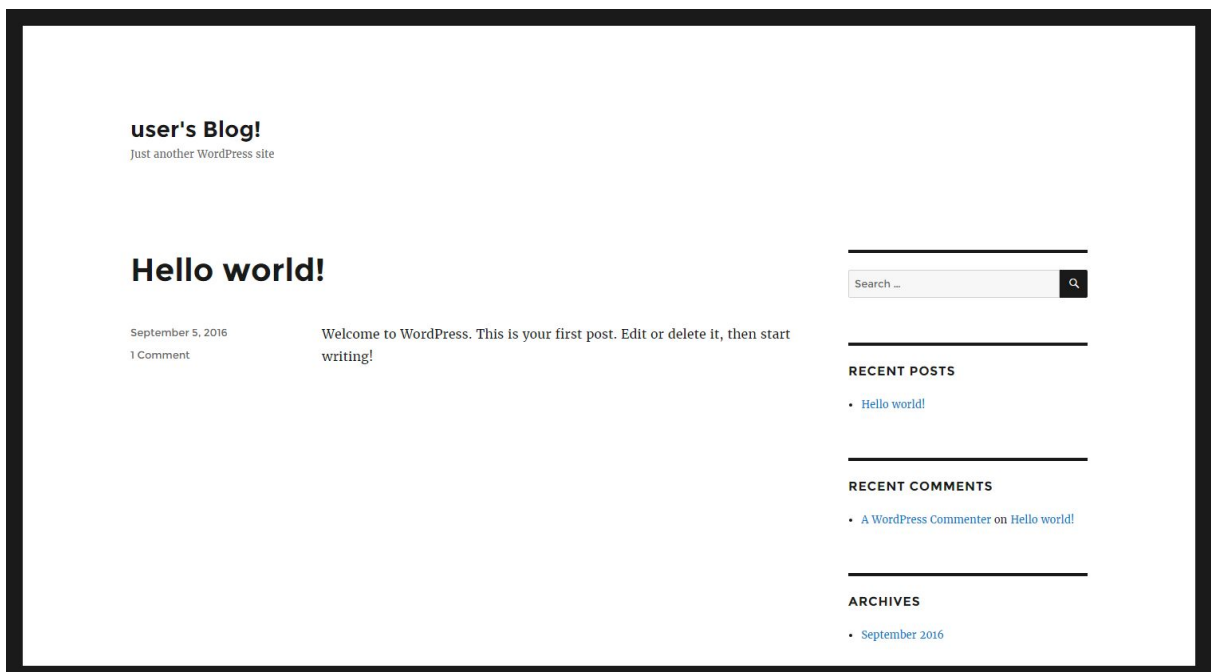 user's Blog!
Just another WordPress site
Hello world!
September 5, 2016
1 Comment
Welcome to WordPress. This is your first post. Edit or delete it, then start
writing!
Search …
RECENT POSTS
Hello world!
RECENT COMMENTS
A WordPress Commenter on Hello world!
ARCHIVES
September 2016